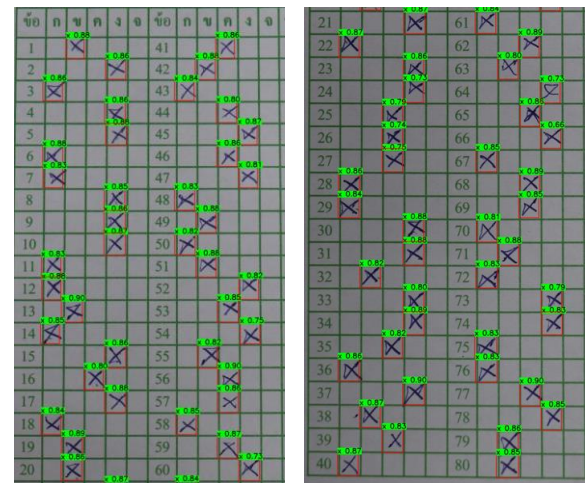 ข้อ ก ข ค ง จ ข้อ ก ข ค ง จ
1 x 0.88 41 x 0.86
2 x 0.86 42 x 0.88
3 x 0.86 43 x 0.84
4 x 0.86 44 x 0.80
5 x 0.88 45 x 0.87
6 x 0.88 46 x 0.86
7 x 0.83 47 x 0.81
8 x 0.85 48 x 0.83
9 x 0.86 49 x 0.88
10 x 0.87 50 x 0.82
11 x 0.83 51 x 0.88
12 x 0.88 52 x 0.82
13 x 0.90 53 x 0.85
14 x 0.85 54 x 0.75
15 x 0.86 55 x 0.82
16 x 0.80 56 x 0.90
17 x 0.88 57 x 0.86
18 x 0.84 58 x 0.85
19 x 0.89 59 x 0.87
20 x 0.86 60 x 0.73
x 0.87 x 0.84
21 x 0.87 61 x 0.84
22 x 0.87 62 x 0.89
23 x 0.86 63 x 0.80
24 x 0.73 64 x 0.73
25 x 0.79 65 x 0.86
26 x 0.74 66 x 0.66
27 x 0.75 67 x 0.85
28 x 0.86 68 x 0.89
29 x 0.84 69 x 0.85
30 x 0.88 70 x 0.81
31 x 0.88 71 x 0.88
32 x 0.82 72 x 0.83
33 x 0.80 73 x 0.79
34 x 0.89 74 x 0.83
35 x 0.82 75 x 0.83
36 x 0.86 76 x 0.83
37 x 0.90 77 x 0.90
38 x 0.87 78 x 0.85
39 x 0.83 79 x 0.86
40 x 0.87 80 x 0.85